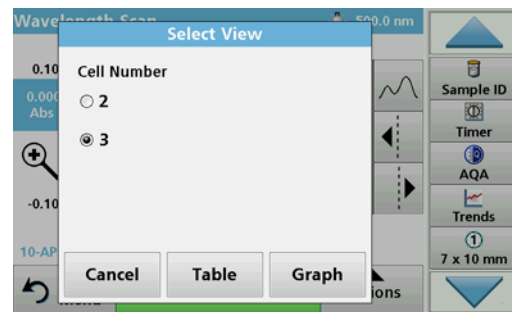 Wavelength Scan
500.0 nm
Select View
0.10
0.000
Abs
-0.10
10-AP
Cell Number
2
3
Cancel
Table
Graph
Sample ID
Timer
AQA
Trends
1
7 x 10 mm